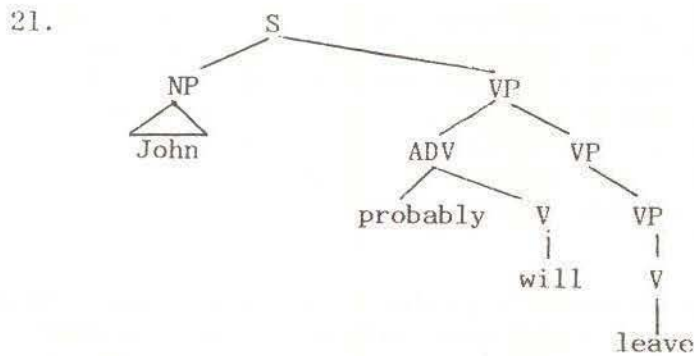 21.
S
NP VP
John ADV VP
probably V VP
will V
leave